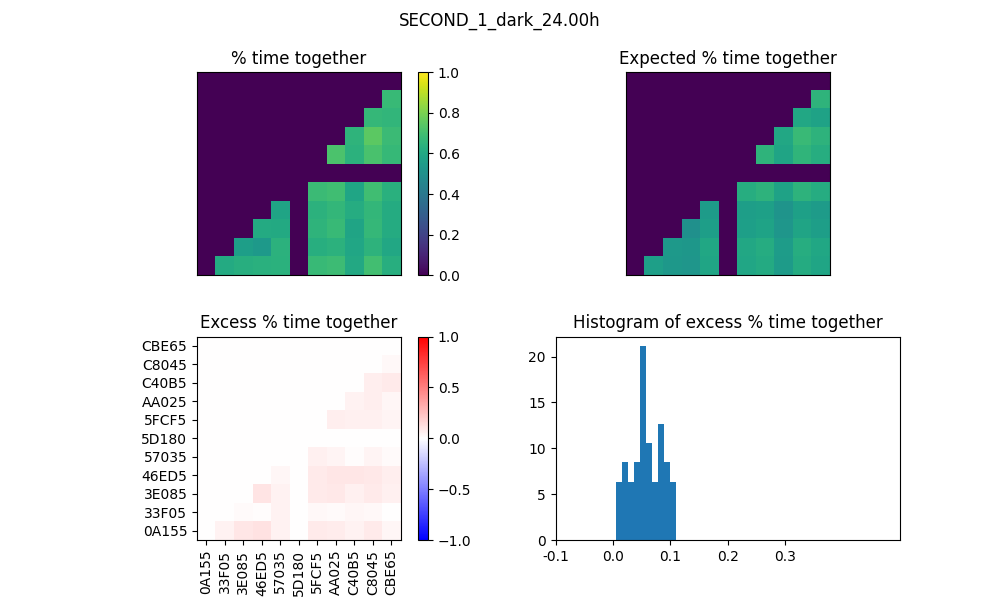 SECOND_1_dark_24.00h
% time together
Expected % time together
1.0
0.8
0.6
0.4
0.2
0.0
Excess % time together
Histogram of excess % time together
CBE65
C8045
C40B5
AA025
5FCF5
5D180
57035
46ED5
3E085
33F05
0A155
0A155
33F05
3E085
46ED5
57035
5D180
5FCF5
AA025
C40B5
C8045
CBE65
1.0
0.5
0.0
−0.5
−1.0
20
15
10
5
0
-0.1
0.0
0.1
0.2
0.3